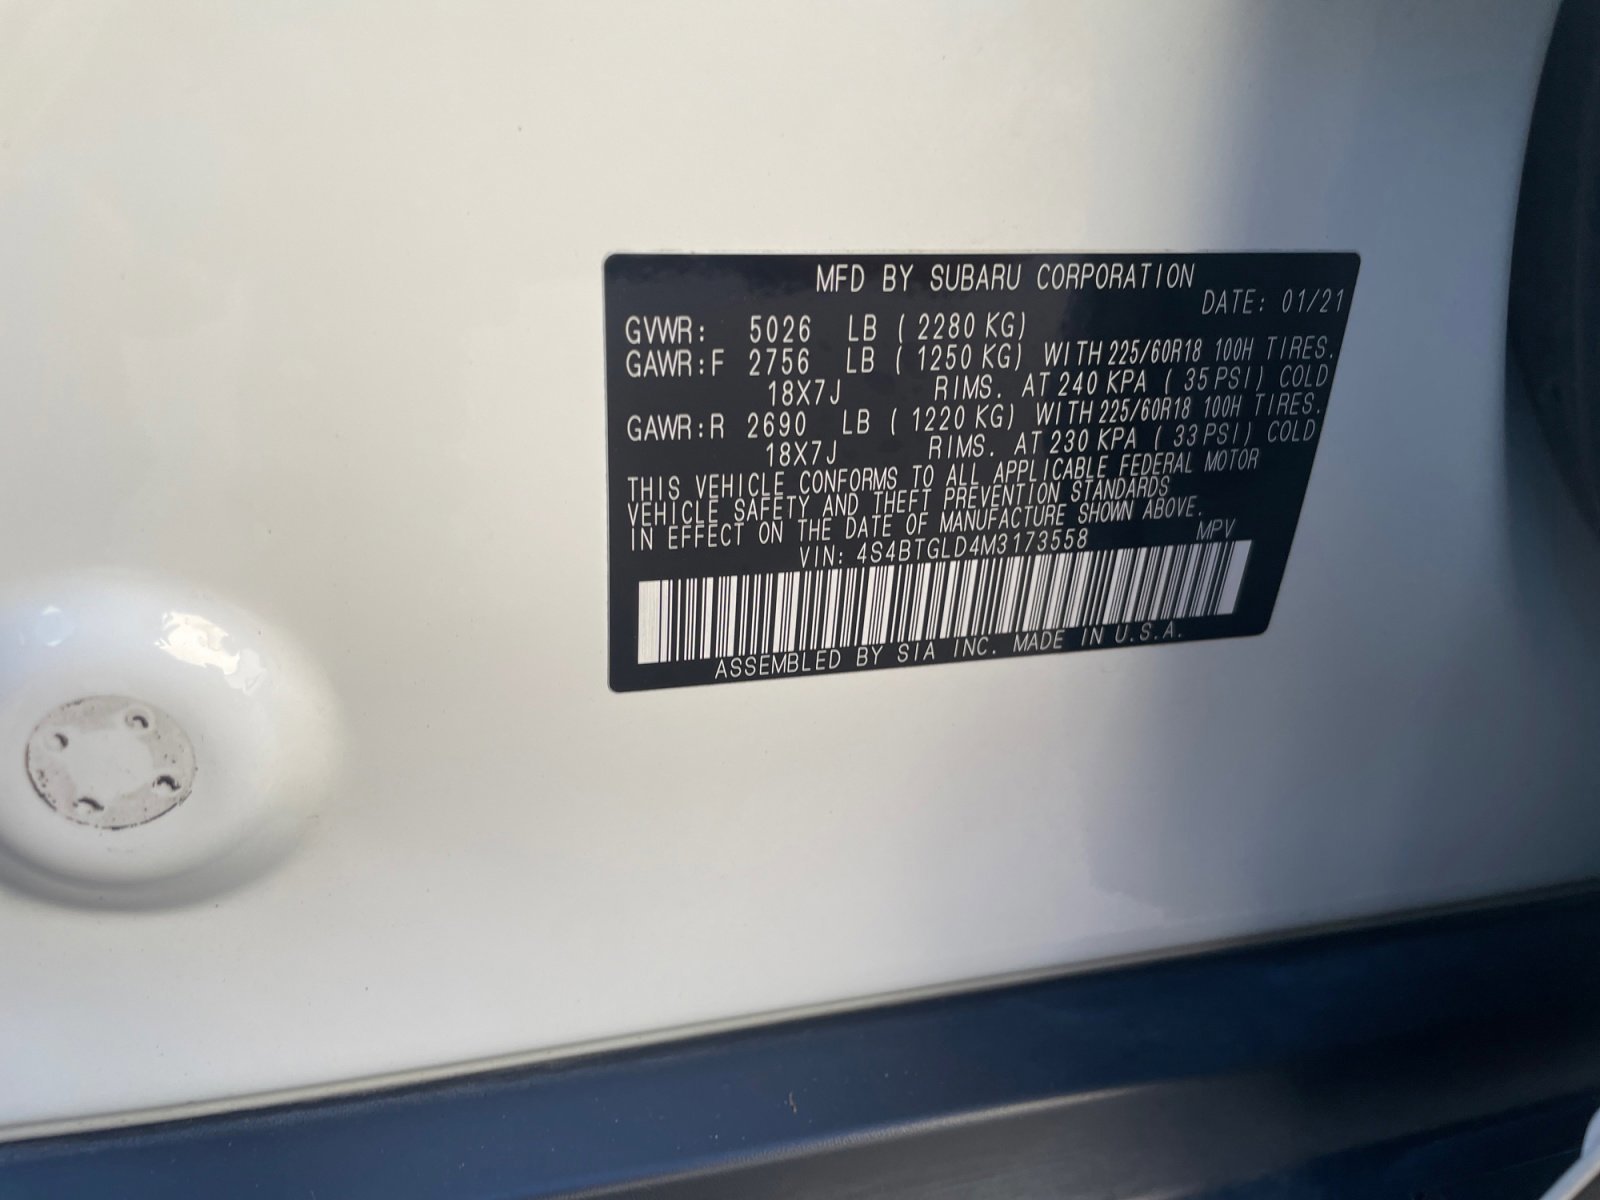 MFD BY SUBARU CORPORATION
DATE: 01/21
GVWR: 5026 LB ( 2280 KG)
GAWR:F 2756 LB ( 1250 KG) WITH 225/60R18 100H TIRES.
18X7J RIMS. AT 240 KPA ( 35 PSI) COLD
GAWR:R 2690 LB ( 1220 KG) WITH 225/60R18 100H TIRES.
18X7J RIMS. AT 230 KPA ( 33 PSI) COLD
THIS VEHICLE CONFORMS TO ALL APPLICABLE FEDERAL MOTOR
VEHICLE SAFETY AND THEFT PREVENTION STANDARDS
IN EFFECT ON THE DATE OF MANUFACTURE SHOWN ABOVE.
VIN: 4S4BTGLD4M3173558 MPV
ASSEMBLED BY SIA INC. MADE IN U.S.A.